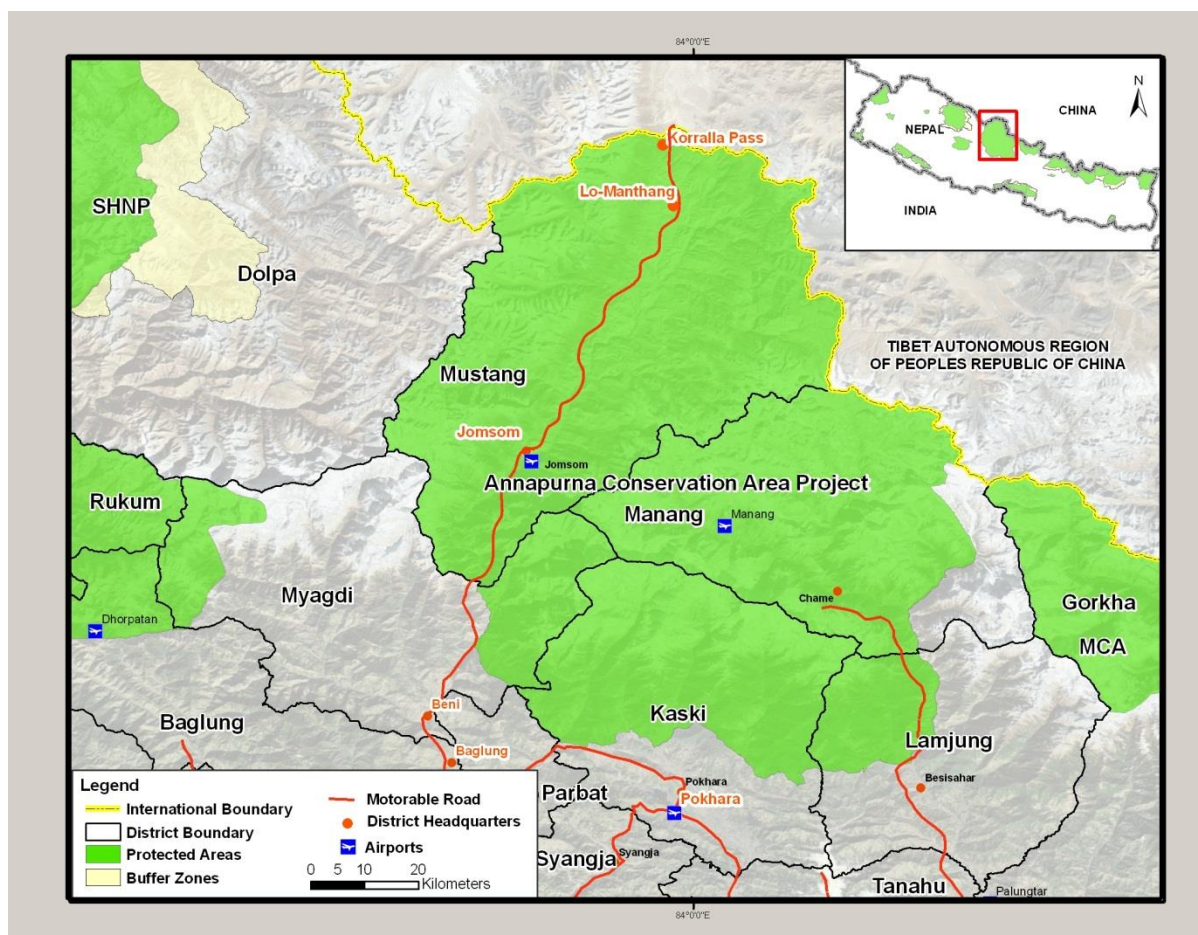 84°0'0"E
N
CHINA
NEPAL
INDIA
Korralla Pass
Lo-Manthang
SHNP
Dolpa
TIBET AUTONOMOUS REGION
OF PEOPLES REPUBLIC OF CHINA
Mustang
Jomsom
Jomsom
Annapurna Conservation Area Project
Rukum
Manang
Manang
Myagdi
Chame
Gorkha
MCA
Dhorpatan
Beni
Kaski
Baglung
Lamjung
Baglung
Besisahar
Pokhara
Parbat
Pokhara
Syangja
Syangja
Tanahu
Palungtar
Legend
International Boundary
District Boundary
Protected Areas
Buffer Zones
Motorable Road
District Headquarters
Airports
0 5 10 20
Kilometers
84°0'0"E